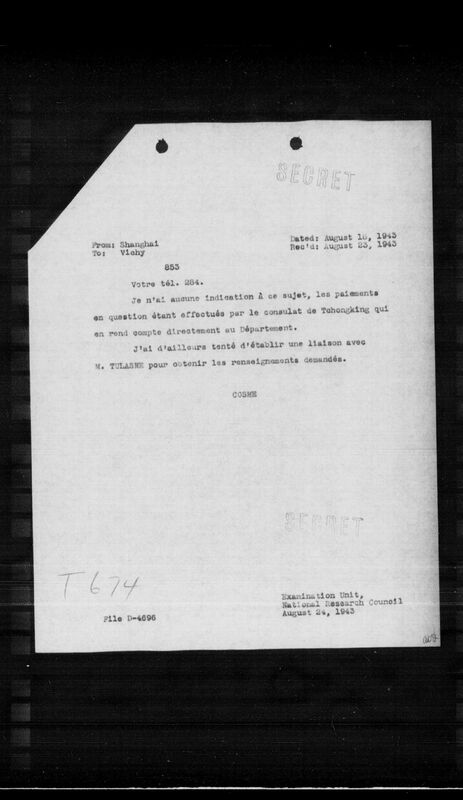 SECRET
From: Shanghai
To: Vichy
Dated: August 18, 1943
Rec'd: August 23, 1943
853
Votre tél. 284.
Je n'ai aucune indication à ce sujet, les paiements
en question étant effectués par le consulat de Tchongking qui
en rend compte directement au Département.
J'ai d'ailleurs tenté d'établir une liaison avec
M. TULASNE pour obtenir les renseignements demandés.
COSME
SECRET
T 674
Examination Unit,
National Research Council
August 24, 1943
File D-4696